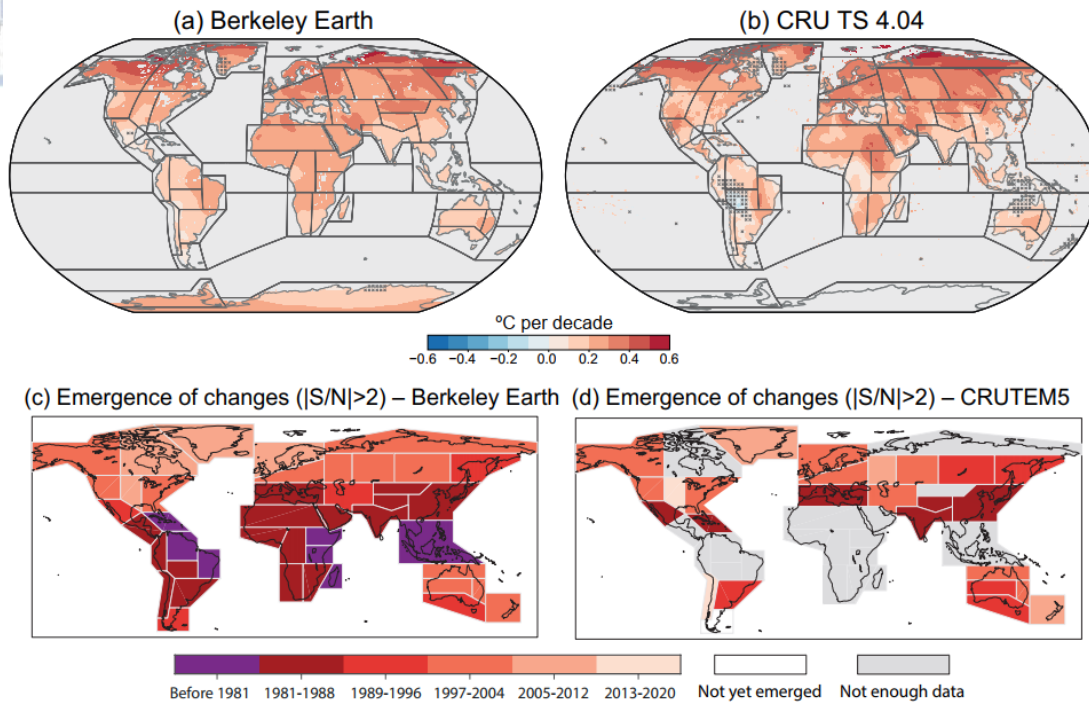 (a) Berkeley Earth
(b) CRU TS 4.04
ºC per decade
−0.6 −0.4 −0.2 0.0 0.2 0.4 0.6
(c) Emergence of changes (|S/N|>2) – Berkeley Earth
(d) Emergence of changes (|S/N|>2) – CRUTEM5
Before 1981 1981-1988 1989-1996 1997-2004 2005-2012 2013-2020
Not yet emerged
Not enough data